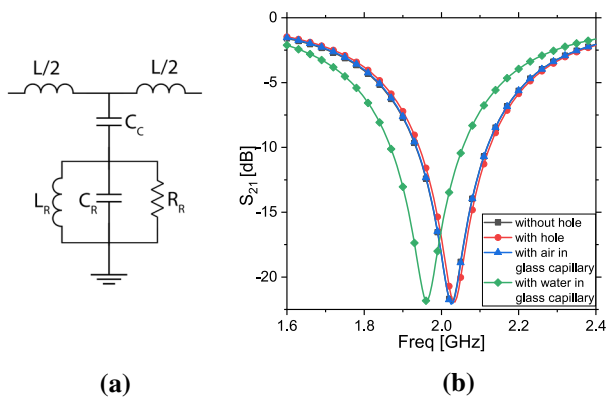 L/2
L/2
C_C
L_R
C_R
R_R
(a)
S_21 [dB]
0
-5
-10
-15
-20
without hole
with hole
with air in
glass capillary
with water in
glass capillary
1.6
1.8
2.0
2.2
2.4
Freq [GHz]
(b)